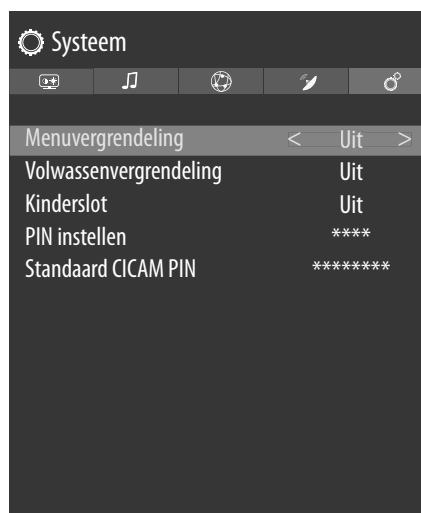 Systeem
Menuvergrendeling < Uit >
Volwassenvergrendeling Uit
Kinderslot Uit
PIN instellen ****
Standaard CICAM PIN ********